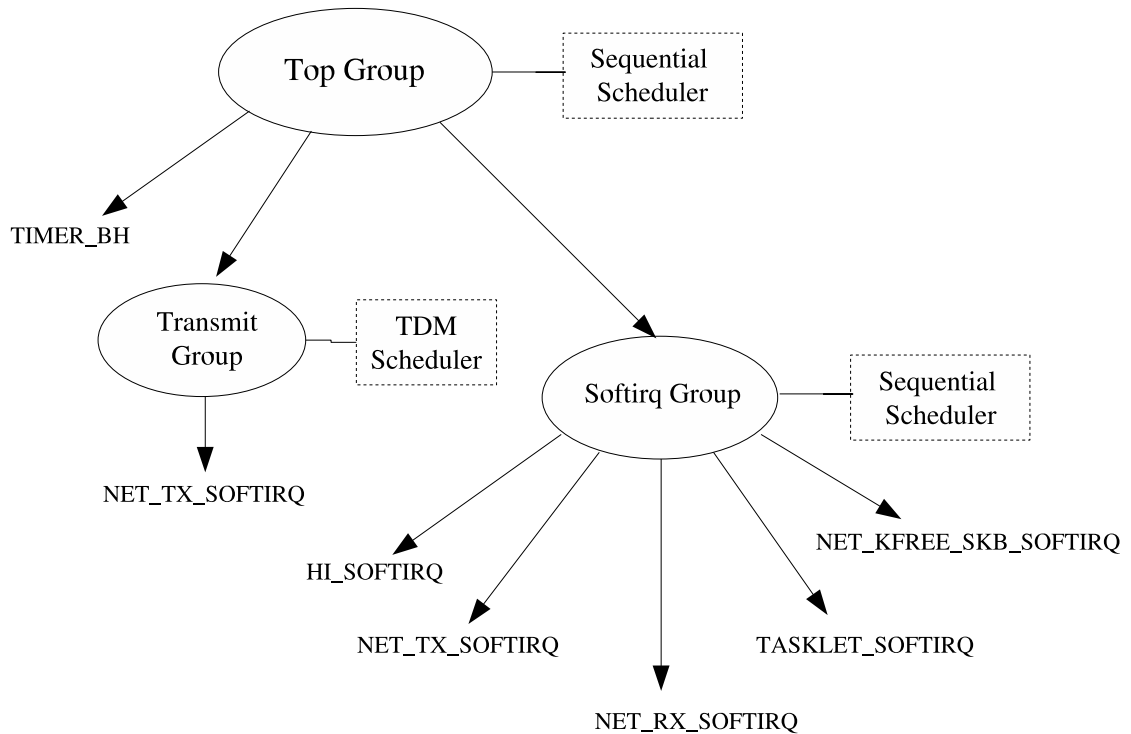 Top Group
Sequential
Scheduler
TIMER_BH
Transmit
Group
TDM
Scheduler
Softirq Group
Sequential
Scheduler
NET_TX_SOFTIRQ
NET_KFREE_SKB_SOFTIRQ
HI_SOFTIRQ
NET_TX_SOFTIRQ
TASKLET_SOFTIRQ
NET_RX_SOFTIRQ